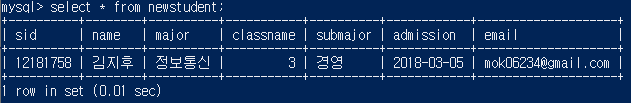 mysql> select * from newstudent;
+----------+--------+----------+-----------+----------+------------+--------------------+
| sid      | name   | major    | classname | submajor | admission  | email              |
+----------+--------+----------+-----------+----------+------------+--------------------+
| 12181758 | 김지후 | 정보통신 |         3 | 경영     | 2018-03-05 | mok06234@gmail.com |
+----------+--------+----------+-----------+----------+------------+--------------------+
1 row in set (0.01 sec)